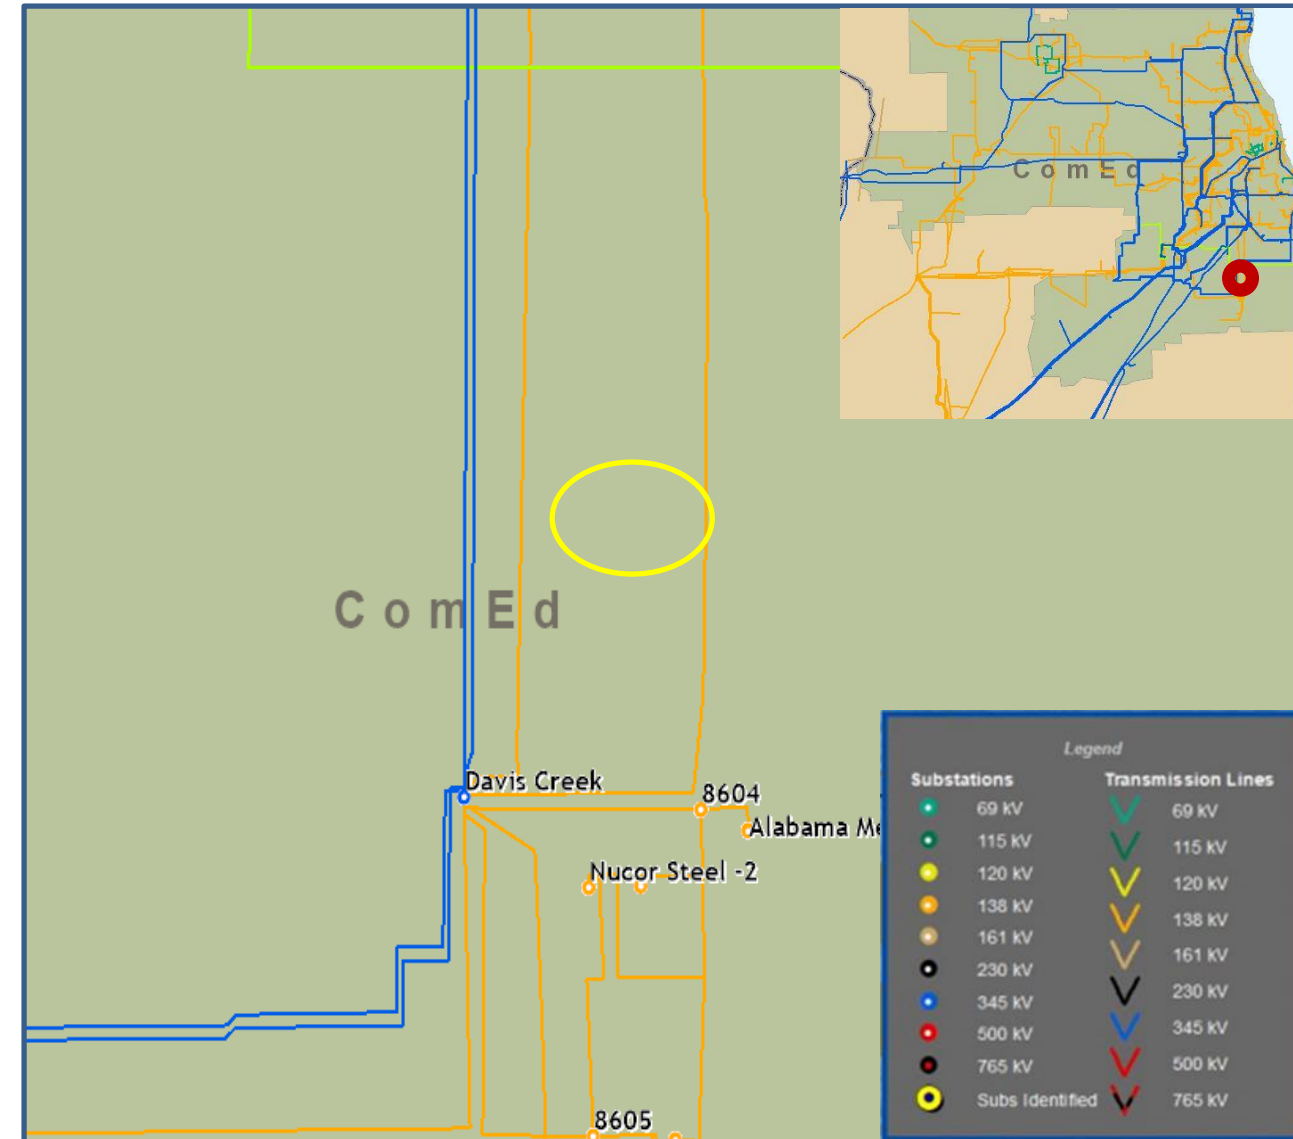 ComEd
ComEd
Davis Creek
8604
Alabama Me
Nucor Steel -2
8605
Legend
Substations Transmission Lines
69 kV 69 kV
115 kV 115 kV
120 kV 120 kV
138 kV 138 kV
161 kV 161 kV
230 kV 230 kV
345 kV 345 kV
500 kV 500 kV
765 kV 765 kV
Subs Identified